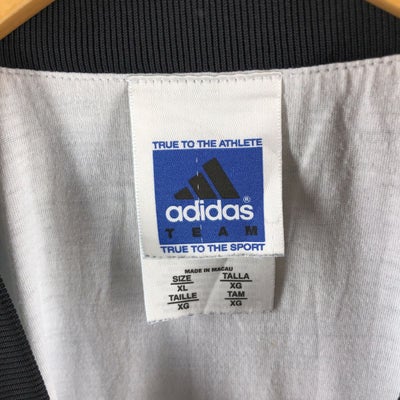 TRUE TO THE ATHLETE
adidas®
TEAM
TRUE TO THE SPORT
MADE IN MACAU
SIZE TALLA
XL XG
TAILLE TAM
XG XG